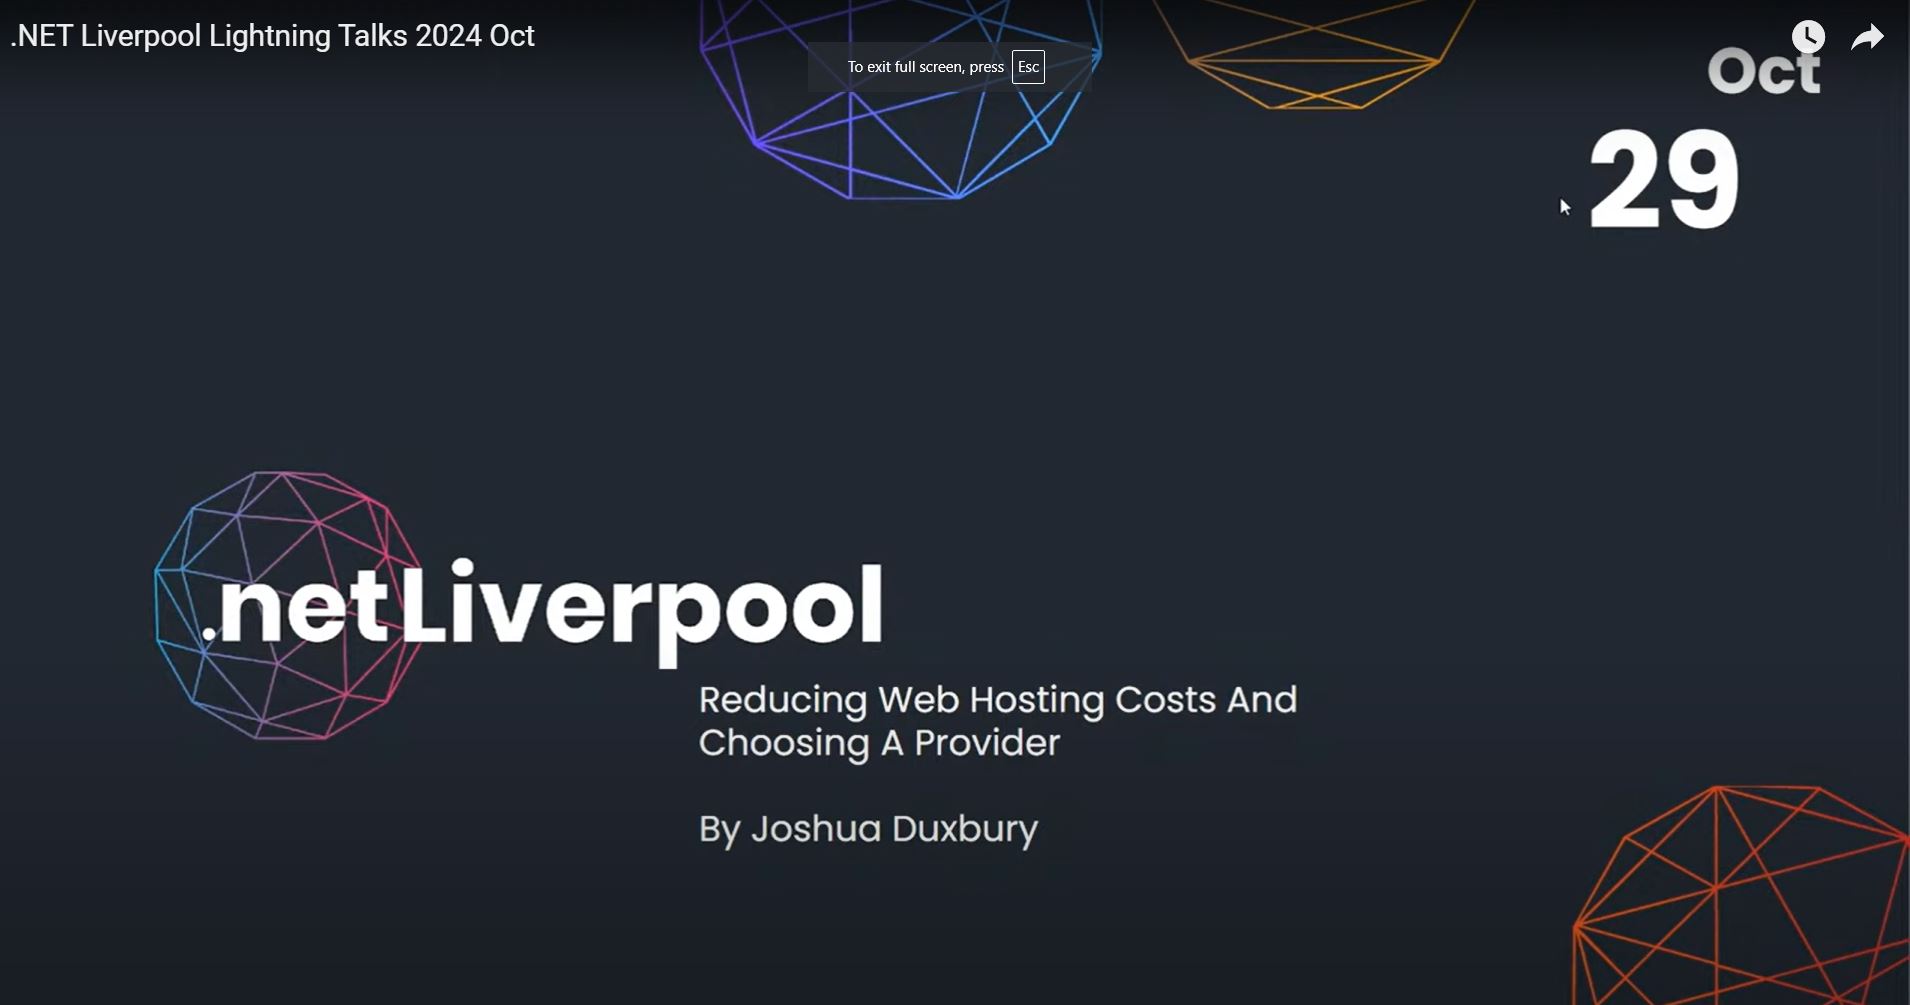 .NET Liverpool Lightning Talks 2024 Oct
To exit full screen, press Esc
Oct
29
.netLiverpool
Reducing Web Hosting Costs And
Choosing A Provider
By Joshua Duxbury